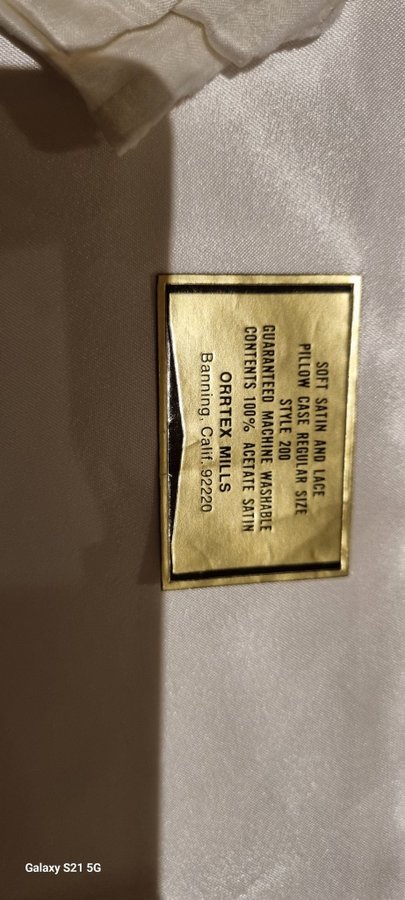 SOFT SATIN AND LACE
PILLOW CASE REGULAR SIZE
STYLE 200
GUARANTEED MACHINE WASHABLE
CONTENTS 100% ACETATE SATIN
ORRTEX MILLS
Banning, Calif. 92220
Galaxy S21 5G